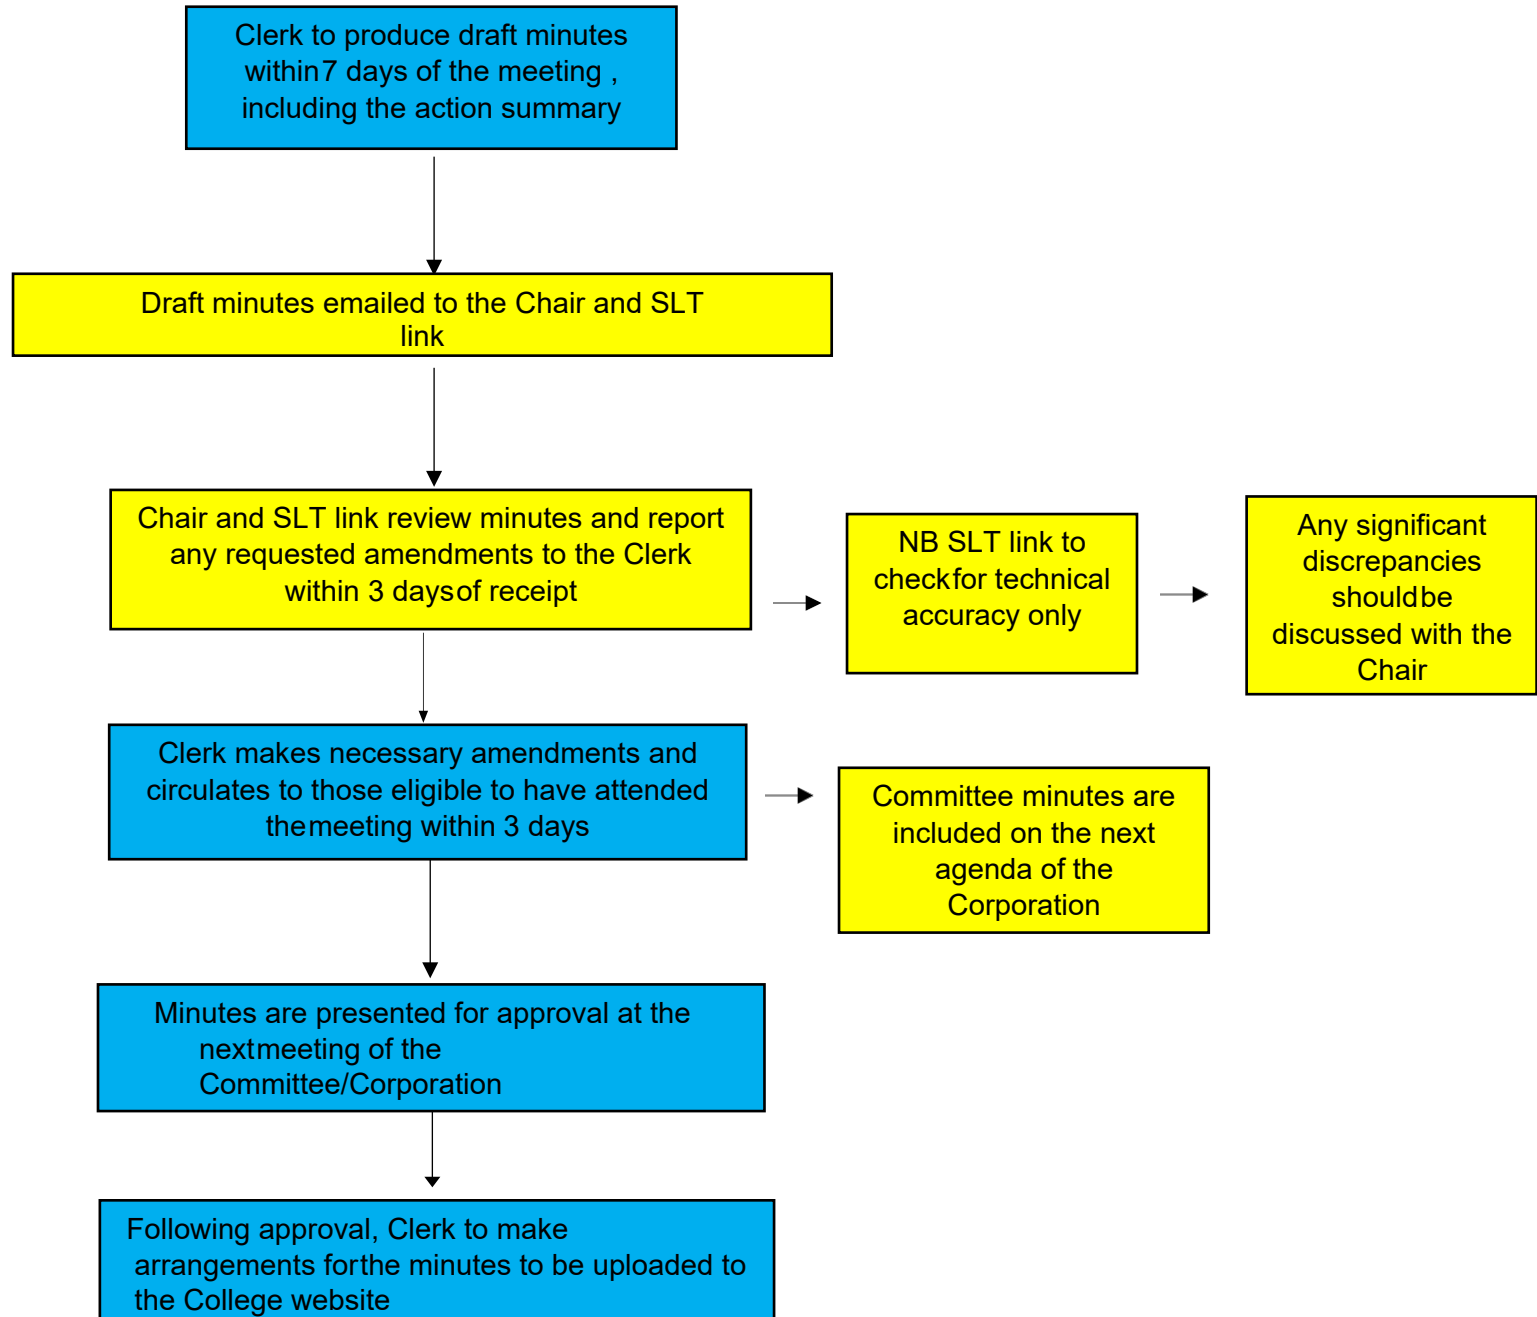 Clerk to produce draft minutes
within7 days of the meeting ,
including the action summary
Draft minutes emailed to the Chair and SLT
link
Chair and SLT link review minutes and report
any requested amendments to the Clerk
within 3 daysof receipt
NB SLT link to
checkfor technical
accuracy only
Any significant
discrepancies
shouldbe
discussed with the
Chair
Clerk makes necessary amendments and
circulates to those eligible to have attended
themeeting within 3 days
Committee minutes are
included on the next
agenda of the
Corporation
Minutes are presented for approval at the
nextmeeting of the
Committee/Corporation
Following approval, Clerk to make
arrangements forthe minutes to be uploaded to
the College website